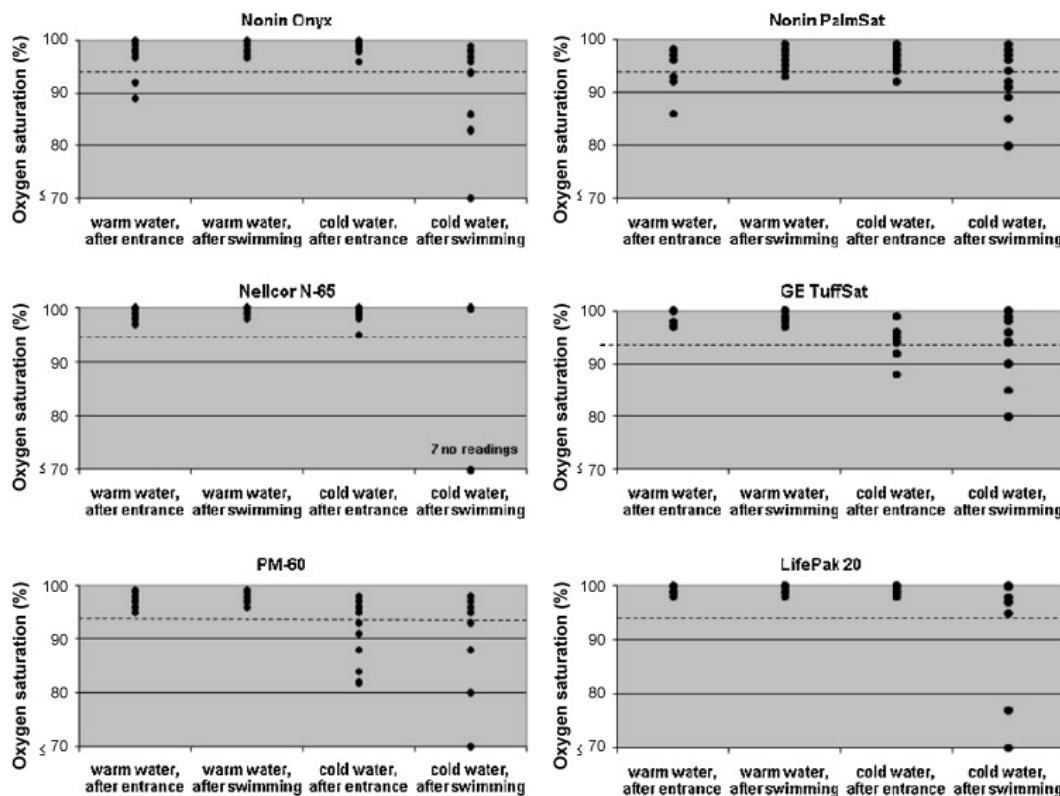 Nonin Onyx
Oxygen saturation (%)
100
90
80
≤ 70
warm water,
after entrance
warm water,
after swimming
cold water,
after entrance
cold water,
after swimming
Nonin PalmSat
Oxygen saturation (%)
100
90
80
≤ 70
warm water,
after entrance
warm water,
after swimming
cold water,
after entrance
cold water,
after swimming
Nellcor N-65
Oxygen saturation (%)
100
90
80
≤ 70
7 no readings
warm water,
after entrance
warm water,
after swimming
cold water,
after entrance
cold water,
after swimming
GE TuffSat
Oxygen saturation (%)
100
90
80
≤ 70
warm water,
after entrance
warm water,
after swimming
cold water,
after entrance
cold water,
after swimming
PM-60
Oxygen saturation (%)
100
90
80
≤ 70
warm water,
after entrance
warm water,
after swimming
cold water,
after entrance
cold water,
after swimming
LifePak 20
Oxygen saturation (%)
100
90
80
≤ 70
warm water,
after entrance
warm water,
after swimming
cold water,
after entrance
cold water,
after swimming